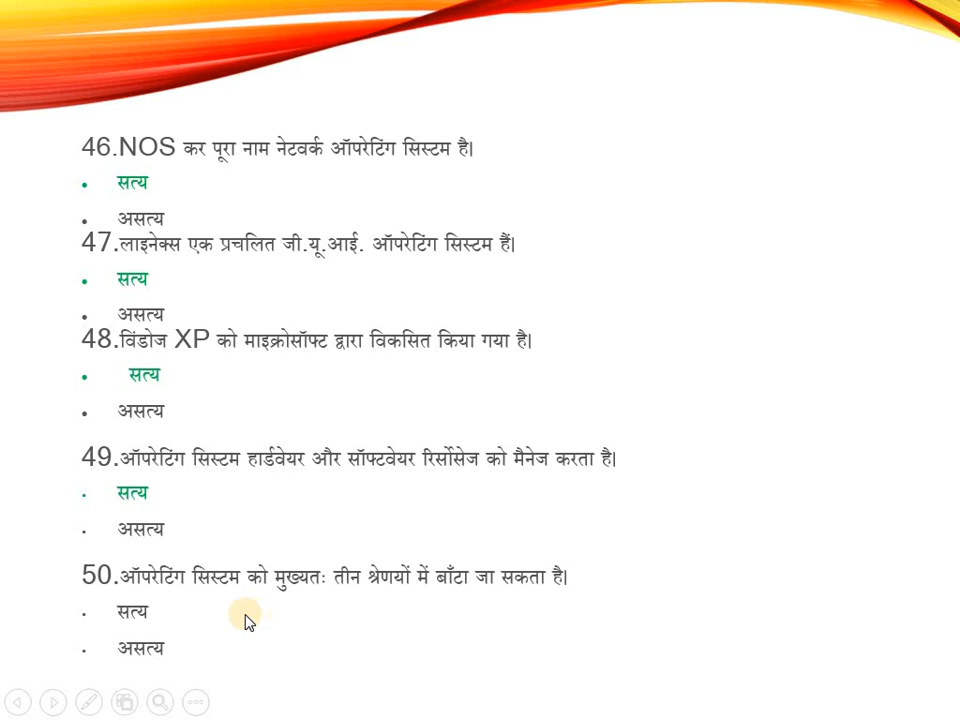 46.NOS कर पूरा नाम नेटवर्क ऑपरेटिंग सिस्टम है।
• सत्य
• असत्य
47.लाइनेक्स एक प्रचलित जी.यू.आई. ऑपरेटिंग सिस्टम हैं।
• सत्य
• असत्य
48.विंडोज XP को माइक्रोसॉफ्ट द्वारा विकसित किया गया है।
• सत्य
• असत्य
49.ऑपरेटिंग सिस्टम हार्डवेयर और सॉफ्टवेयर रिर्सोसेज को मैनेज करता है।
• सत्य
• असत्य
50.ऑपरेटिंग सिस्टम को मुख्यतः तीन श्रेणयों में बाँटा जा सकता है।
• सत्य
• असत्य